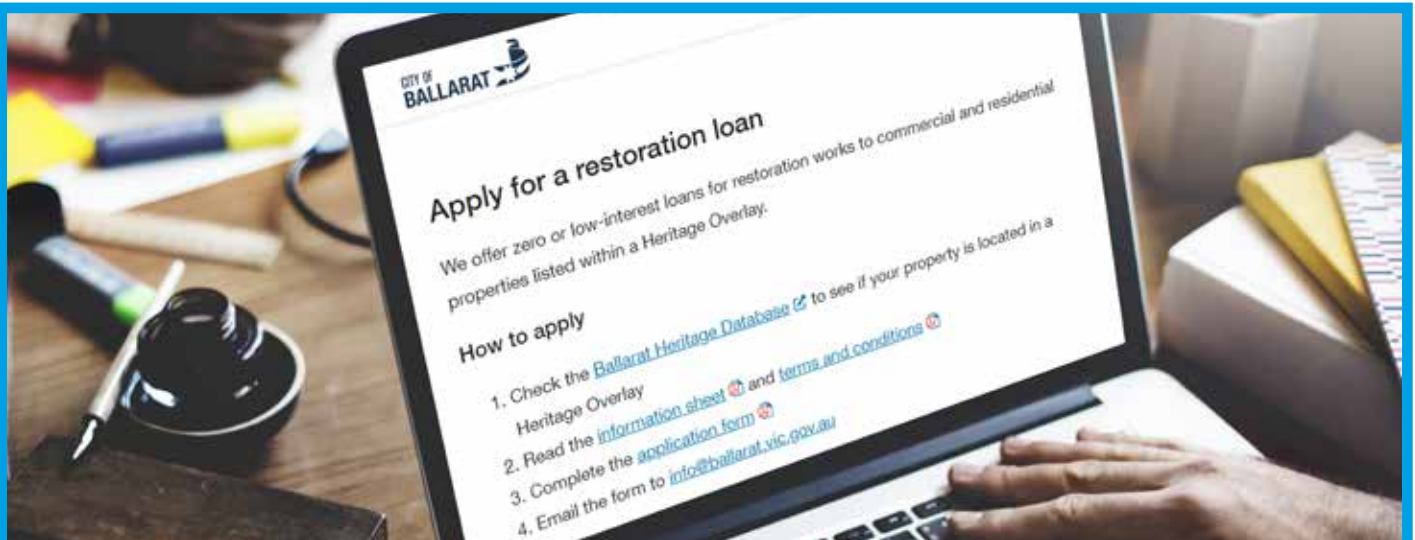 CITY OF
BALLARAT
Apply for a restoration loan
We offer zero or low-interest loans for restoration works to commercial and residential
properties listed within a Heritage Overlay.
How to apply
1. Check the Ballarat Heritage Database to see if your property is located in a
Heritage Overlay
2. Read the information sheet and terms and conditions
3. Complete the application form
4. Email the form to info@ballarat.vic.gov.au